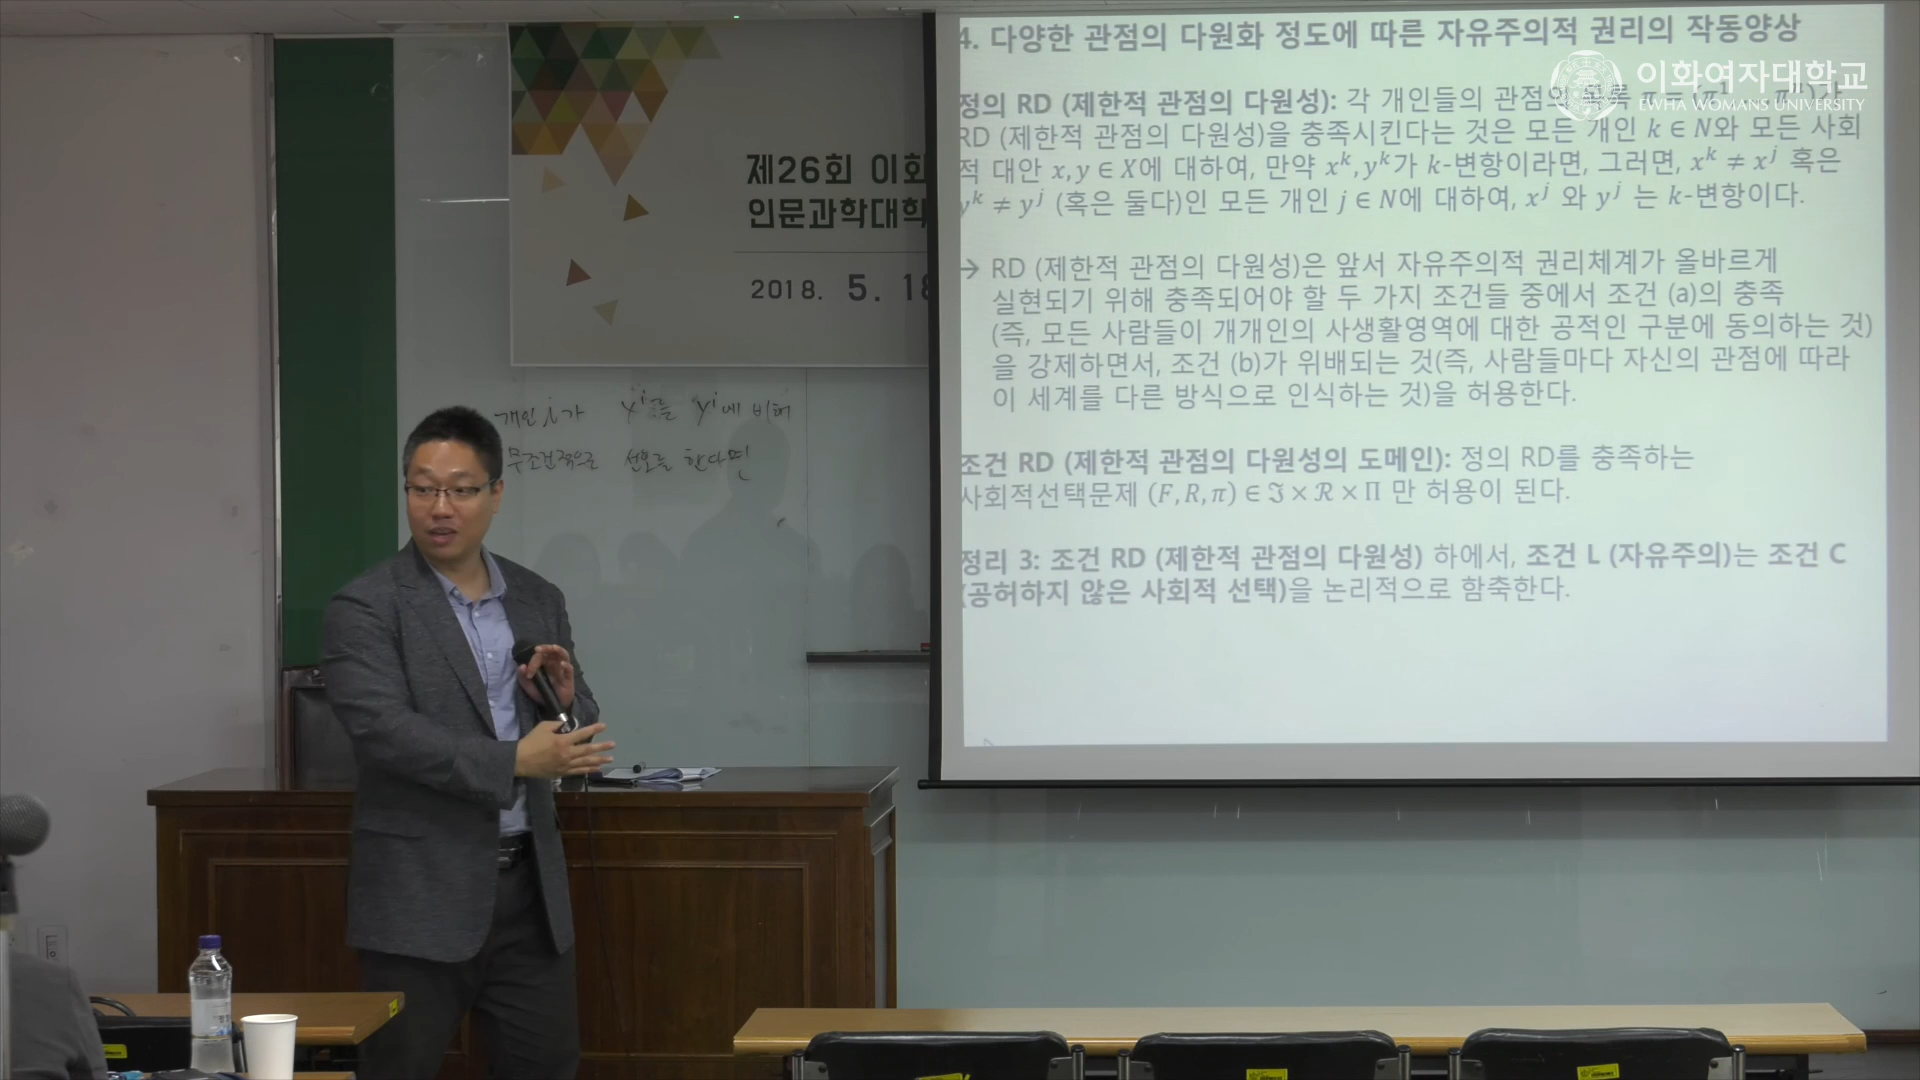 4. 다양한 관점의 다원화 정도에 따른 자유주의적 권리의 작동양상
이화여자대학교
EWHA WOMANS UNIVERSITY
정의 RD (제한적 관점의 다원성): 각 개인들의 관점의
RD (제한적 관점의 다원성)을 충족시킨다는 것은 모든 개인 k ∈ N와 모든 사회
적 대안 x, y ∈ X에 대하여, 만약 xᵏ, yᵏ가 k-변항이라면, 그러면, xᵏ ≠ xʲ 혹은
yᵏ ≠ yʲ (혹은 둘다)인 모든 개인 j ∈ N에 대하여, xʲ 와 yʲ 는 k-변항이다.
→ RD (제한적 관점의 다원성)은 앞서 자유주의적 권리체계가 올바르게
실현되기 위해 충족되어야 할 두 가지 조건들 중에서 조건 (a)의 충족
(즉, 모든 사람들이 개개인의 사생활영역에 대한 공적인 구분에 동의하는 것)
을 강제하면서, 조건 (b)가 위배되는 것(즉, 사람들마다 자신의 관점에 따라
이 세계를 다른 방식으로 인식하는 것)을 허용한다.
조건 RD (제한적 관점의 다원성의 도메인): 정의 RD를 충족하는
사회적선택문제 (F, R, π) ∈ ℑ × ℛ × Π 만 허용이 된다.
정리 3: 조건 RD (제한적 관점의 다원성) 하에서, 조건 L (자유주의)는 조건 C
(공허하지 않은 사회적 선택)을 논리적으로 함축한다.
제26회 이화
인문과학대학
2018. 5. 18
개인 i가 xⁱ를 yⁱ에 비해
무조건적으로 선호를 한다면